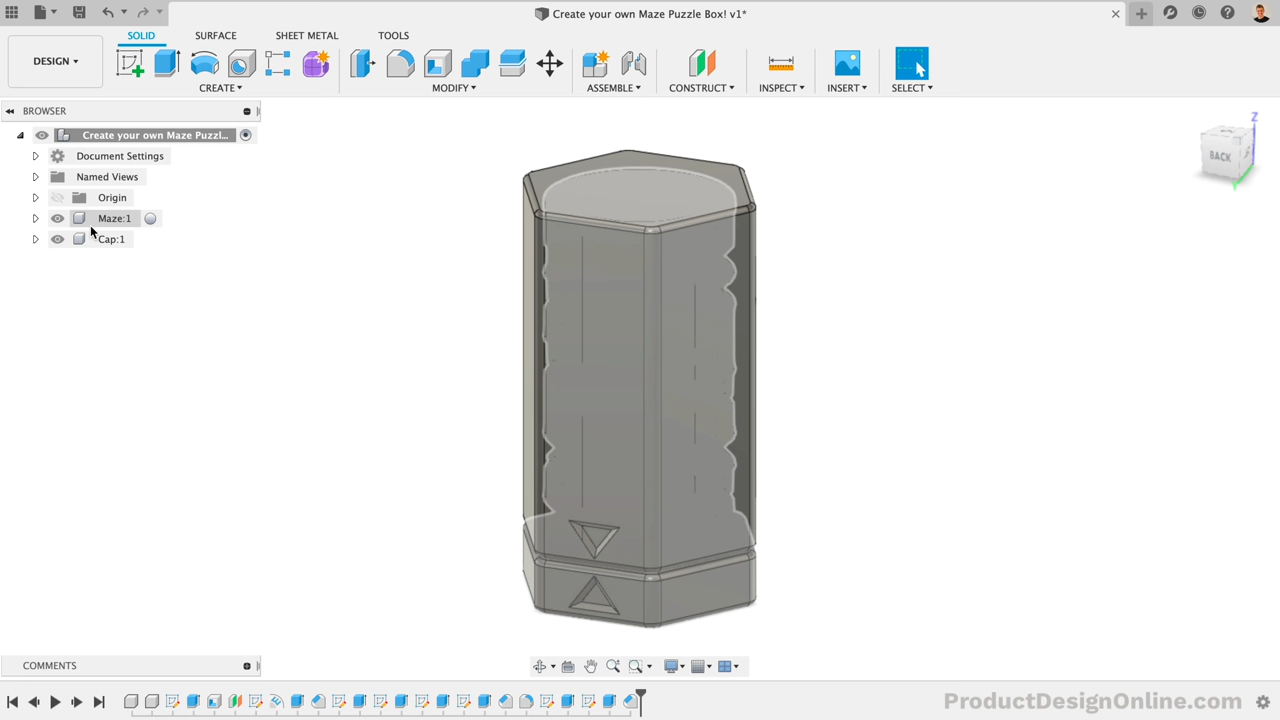 Create your own Maze Puzzle Box! v1*
SOLID
SURFACE
SHEET METAL
TOOLS
DESIGN
CREATE
MODIFY
ASSEMBLE
CONSTRUCT
INSPECT
INSERT
SELECT
BROWSER
Create your own Maze Puzzl...
Document Settings
Named Views
Origin
Maze:1
Cap:1
Z
BACK
COMMENTS
ProductDesignOnline.com